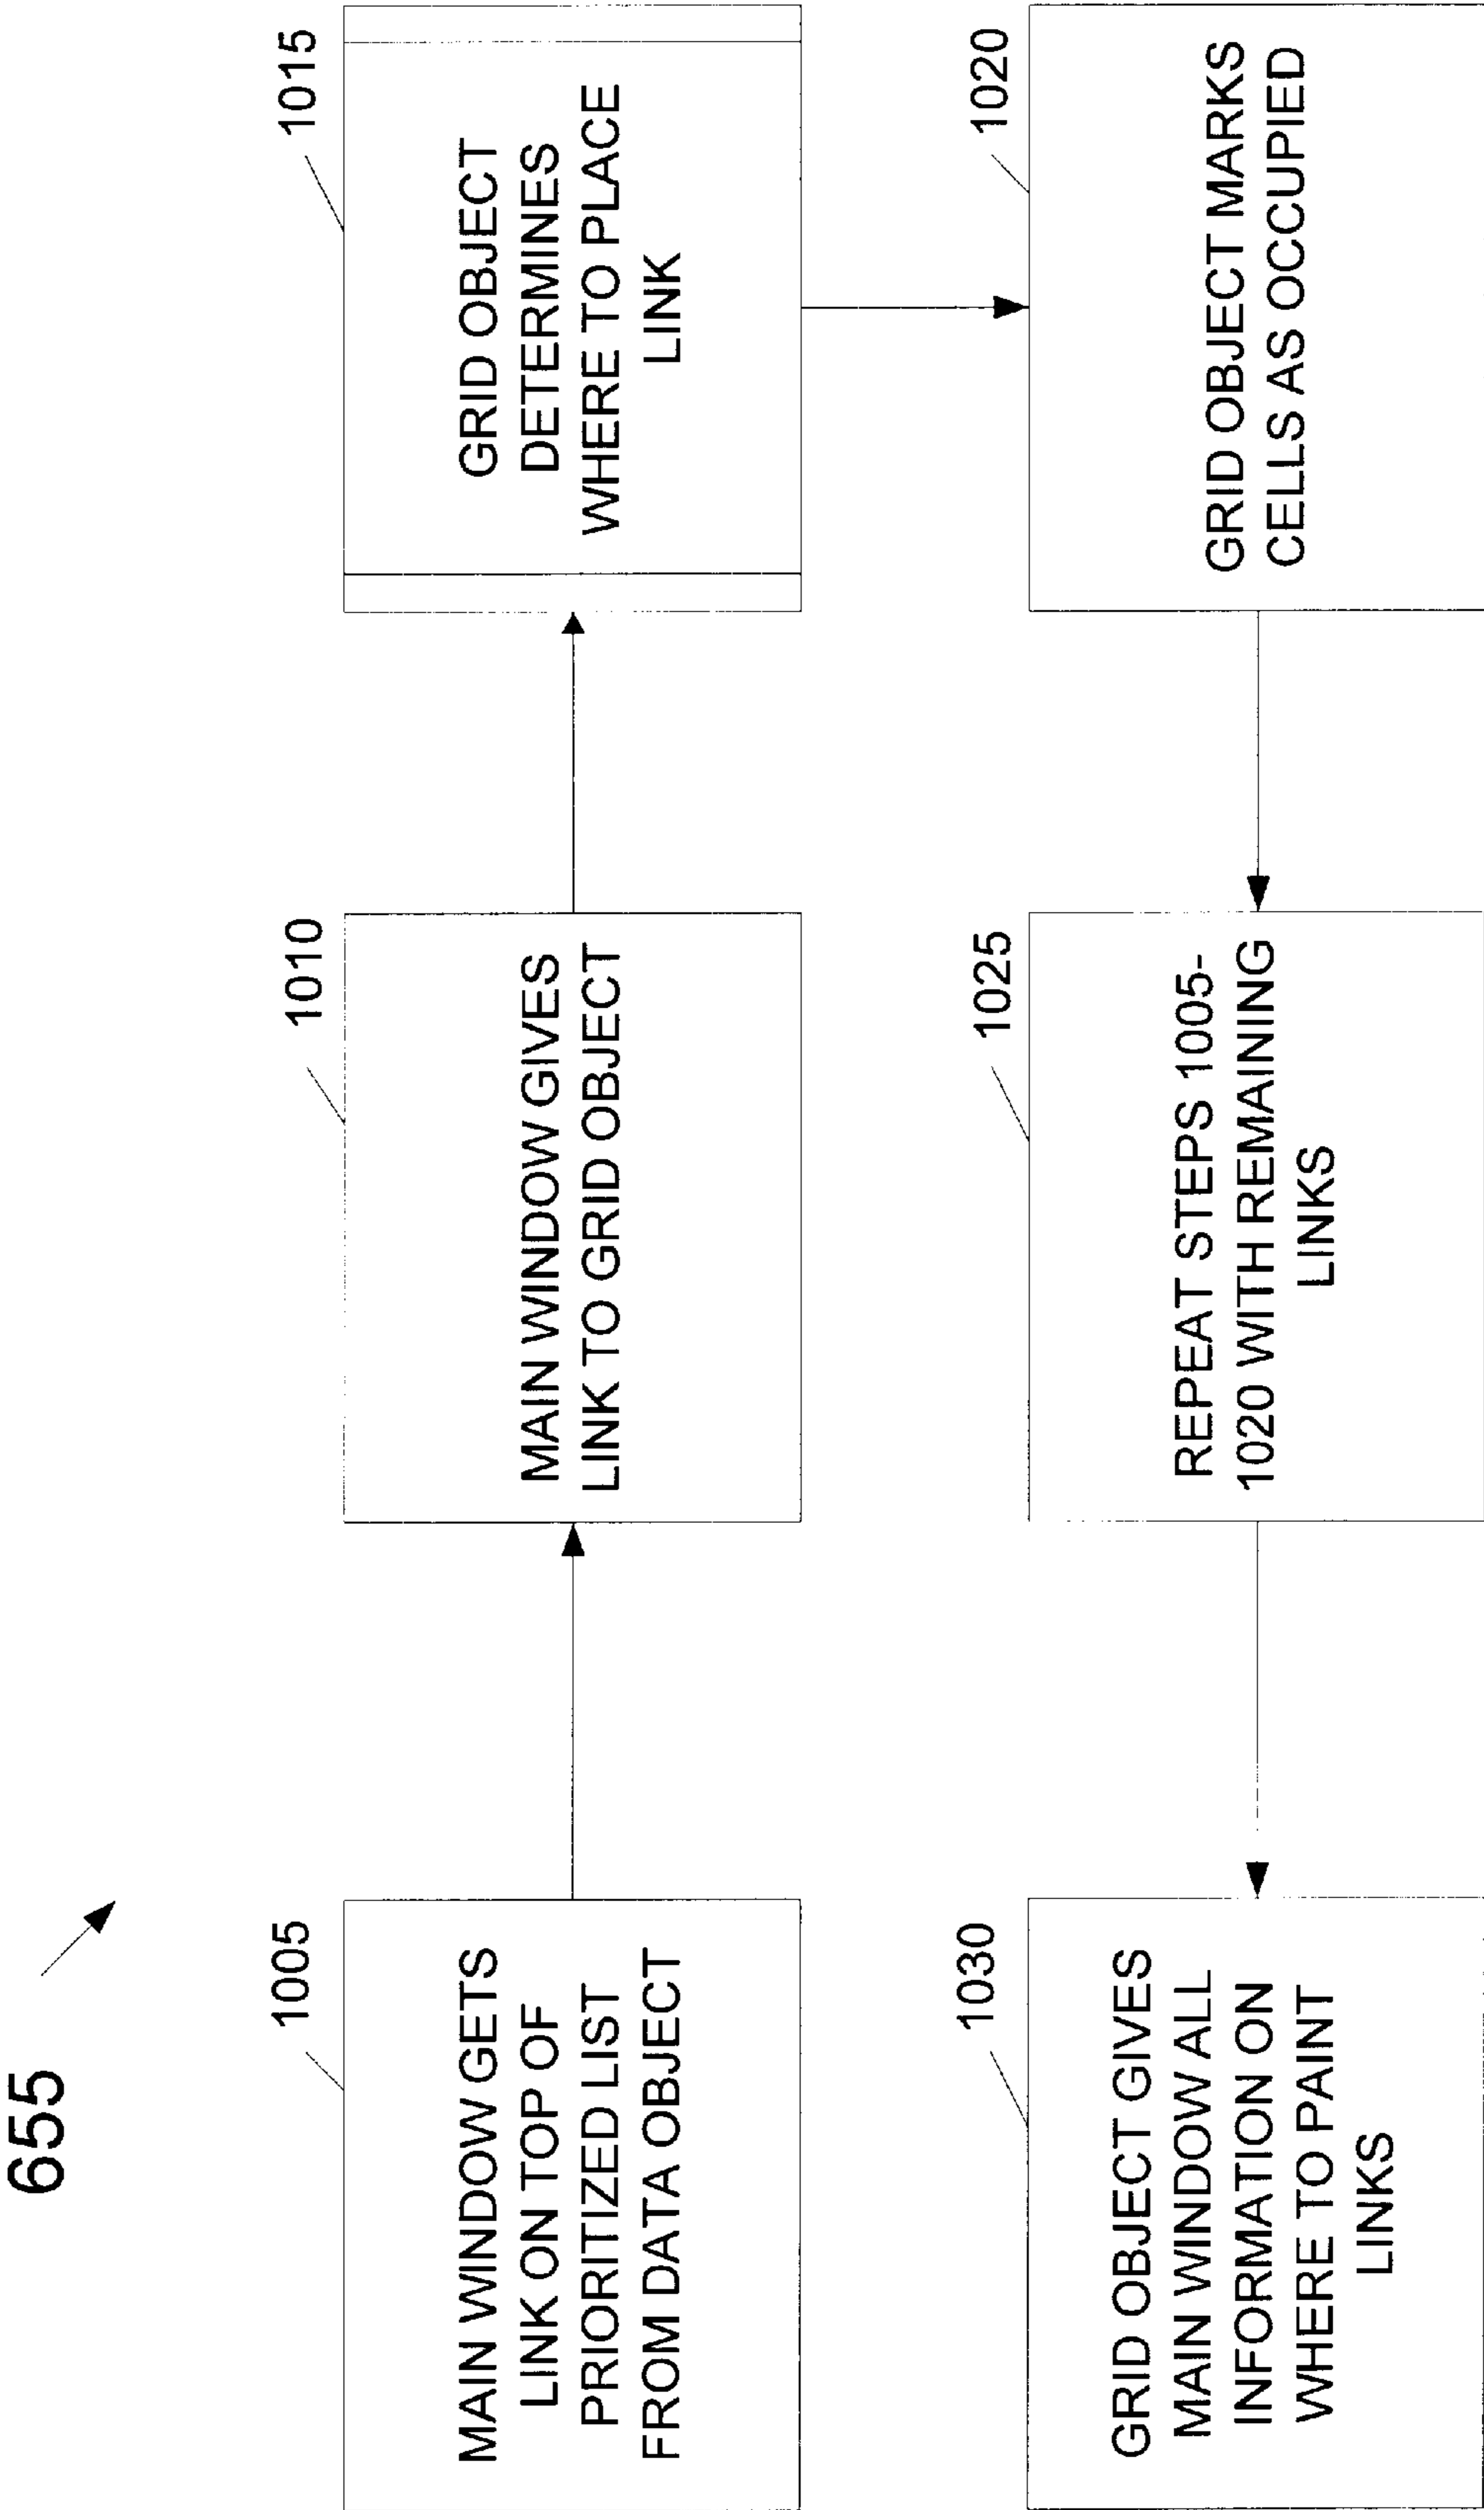 655
1005
MAIN WINDOW GETS
LINK ON TOP OF
PRIORITIZED LIST
FROM DATA OBJECT
1010
MAIN WINDOW GIVES
LINK TO GRID OBJECT
1015
GRID OBJECT
DETERMINES
WHERE TO PLACE
LINK
1020
GRID OBJECT MARKS
CELLS AS OCCUPIED
1025
REPEAT STEPS 1005-
1020 WITH REMAINING
LINKS
1030
GRID OBJECT GIVES
MAIN WINDOW ALL
INFORMATION ON
WHERE TO PAINT
LINKS